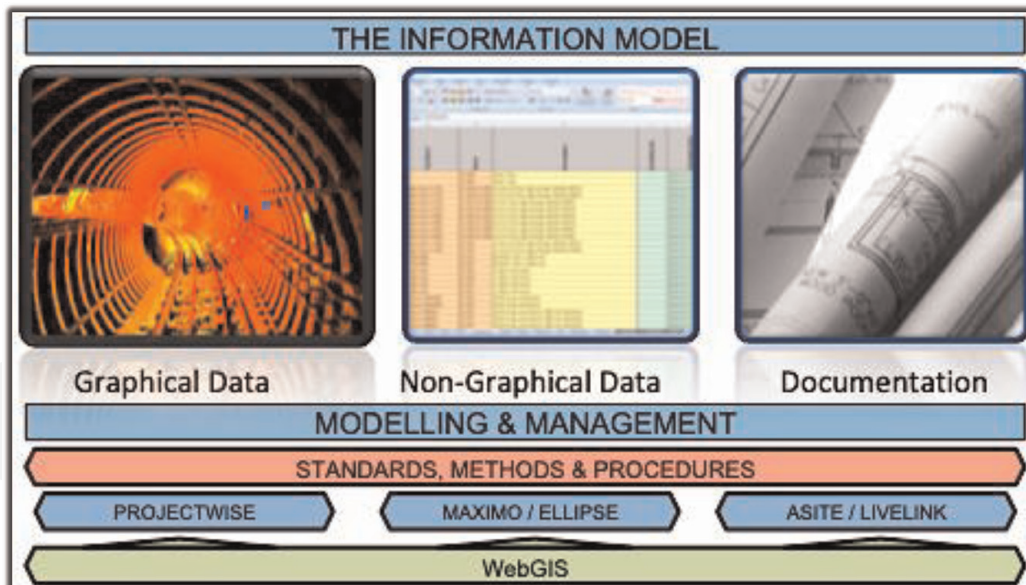 THE INFORMATION MODEL
Graphical Data Non-Graphical Data Documentation
MODELLING & MANAGEMENT
STANDARDS, METHODS & PROCEDURES
PROJECTWISE MAXIMO / ELLIPSE ASITE / LIVELINK
WebGIS